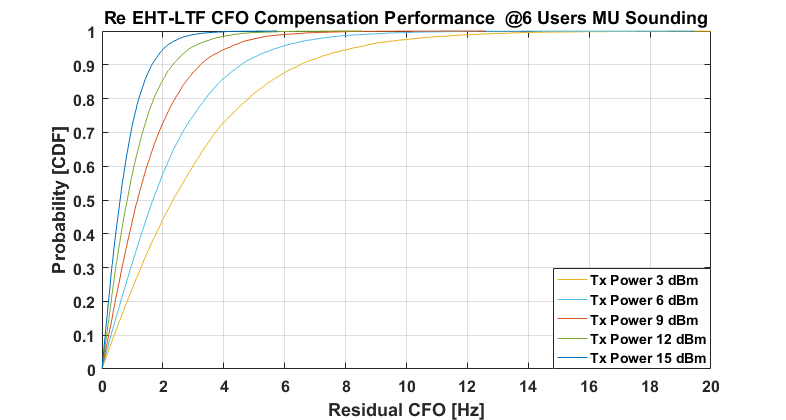 Re EHT-LTF CFO Compensation Performance @6 Users MU Sounding
Probability [CDF]
1
0.9
0.8
0.7
0.6
0.5
0.4
0.3
0.2
0.1
0
Tx Power 3 dBm
Tx Power 6 dBm
Tx Power 9 dBm
Tx Power 12 dBm
Tx Power 15 dBm
0 2 4 6 8 10 12 14 16 18 20
Residual CFO [Hz]